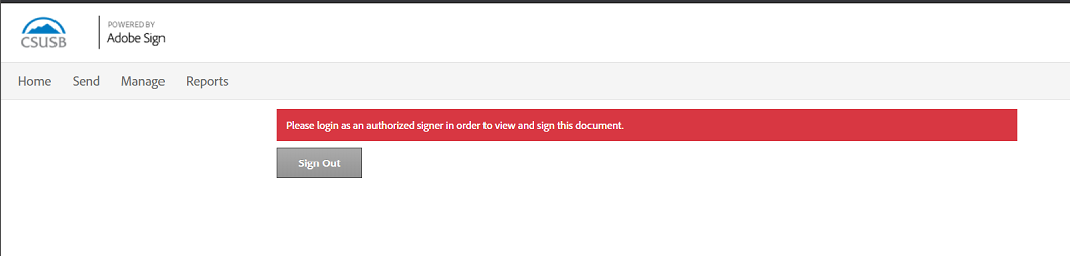 CSUSB
POWERED BY
Adobe Sign
Home Send Manage Reports
Please login as an authorized signer in order to view and sign this document.
Sign Out